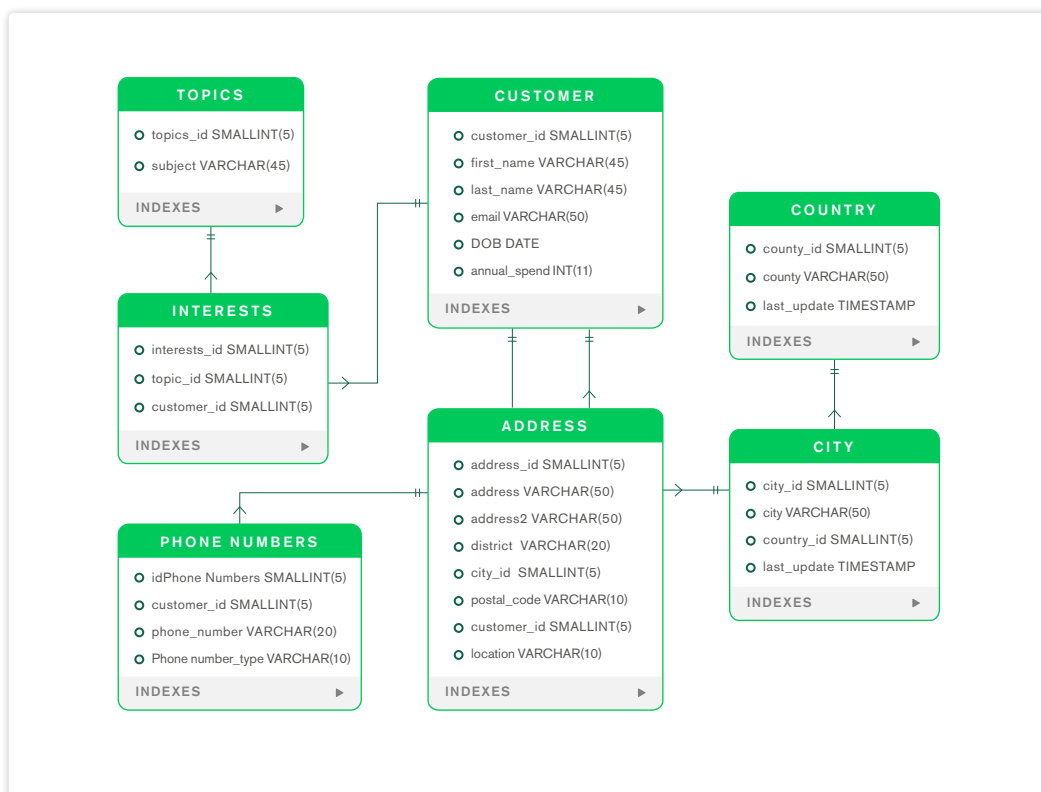 TOPICS
topics_id SMALLINT(5)
subject VARCHAR(45)
INDEXES
CUSTOMER
customer_id SMALLINT(5)
first_name VARCHAR(45)
last_name VARCHAR(45)
email VARCHAR(50)
DOB DATE
annual_spend INT(11)
INDEXES
COUNTRY
county_id SMALLINT(5)
county VARCHAR(50)
last_update TIMESTAMP
INDEXES
INTERESTS
interests_id SMALLINT(5)
topic_id SMALLINT(5)
customer_id SMALLINT(5)
INDEXES
ADDRESS
address_id SMALLINT(5)
address VARCHAR(50)
address2 VARCHAR(50)
district VARCHAR(20)
city_id SMALLINT(5)
postal_code VARCHAR(10)
customer_id SMALLINT(5)
location VARCHAR(10)
INDEXES
CITY
city_id SMALLINT(5)
city VARCHAR(50)
country_id SMALLINT(5)
last_update TIMESTAMP
INDEXES
PHONE NUMBERS
idPhone Numbers SMALLINT(5)
customer_id SMALLINT(5)
phone_number VARCHAR(20)
Phone number_type VARCHAR(10)
INDEXES